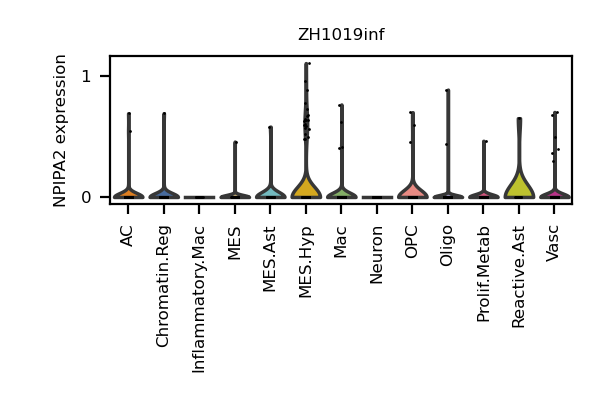 ZH1019inf
NPIPA2 expression
1
0
AC
Chromatin.Reg
Inflammatory.Mac
MES
MES.Ast
MES.Hyp
Mac
Neuron
OPC
Oligo
Prolif.Metab
Reactive.Ast
Vasc